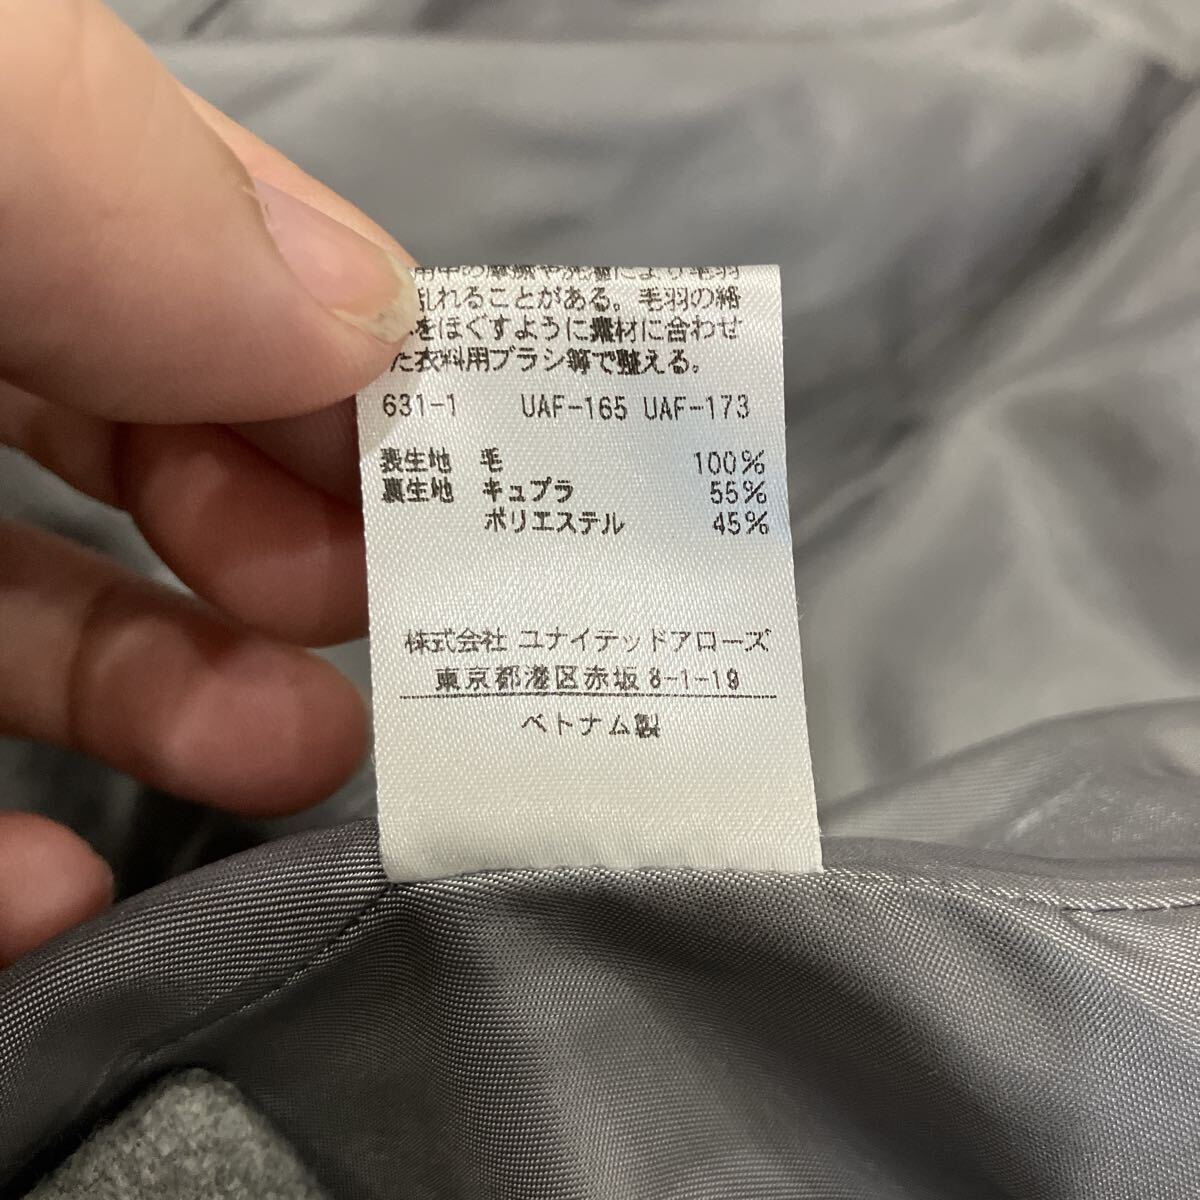 用中の摩擦や洗濯により毛羽
乱れることがある。毛羽の絡
をほぐすように素材に合わせ
た衣料用ブラシ等で整える。
631-1 UAF-165 UAF-173
表生地 毛 100%
裏生地 キュプラ 55%
ポリエステル 45%
株式会社 ユナイテッドアローズ
東京都港区赤坂 8-1-19
ベトナム製